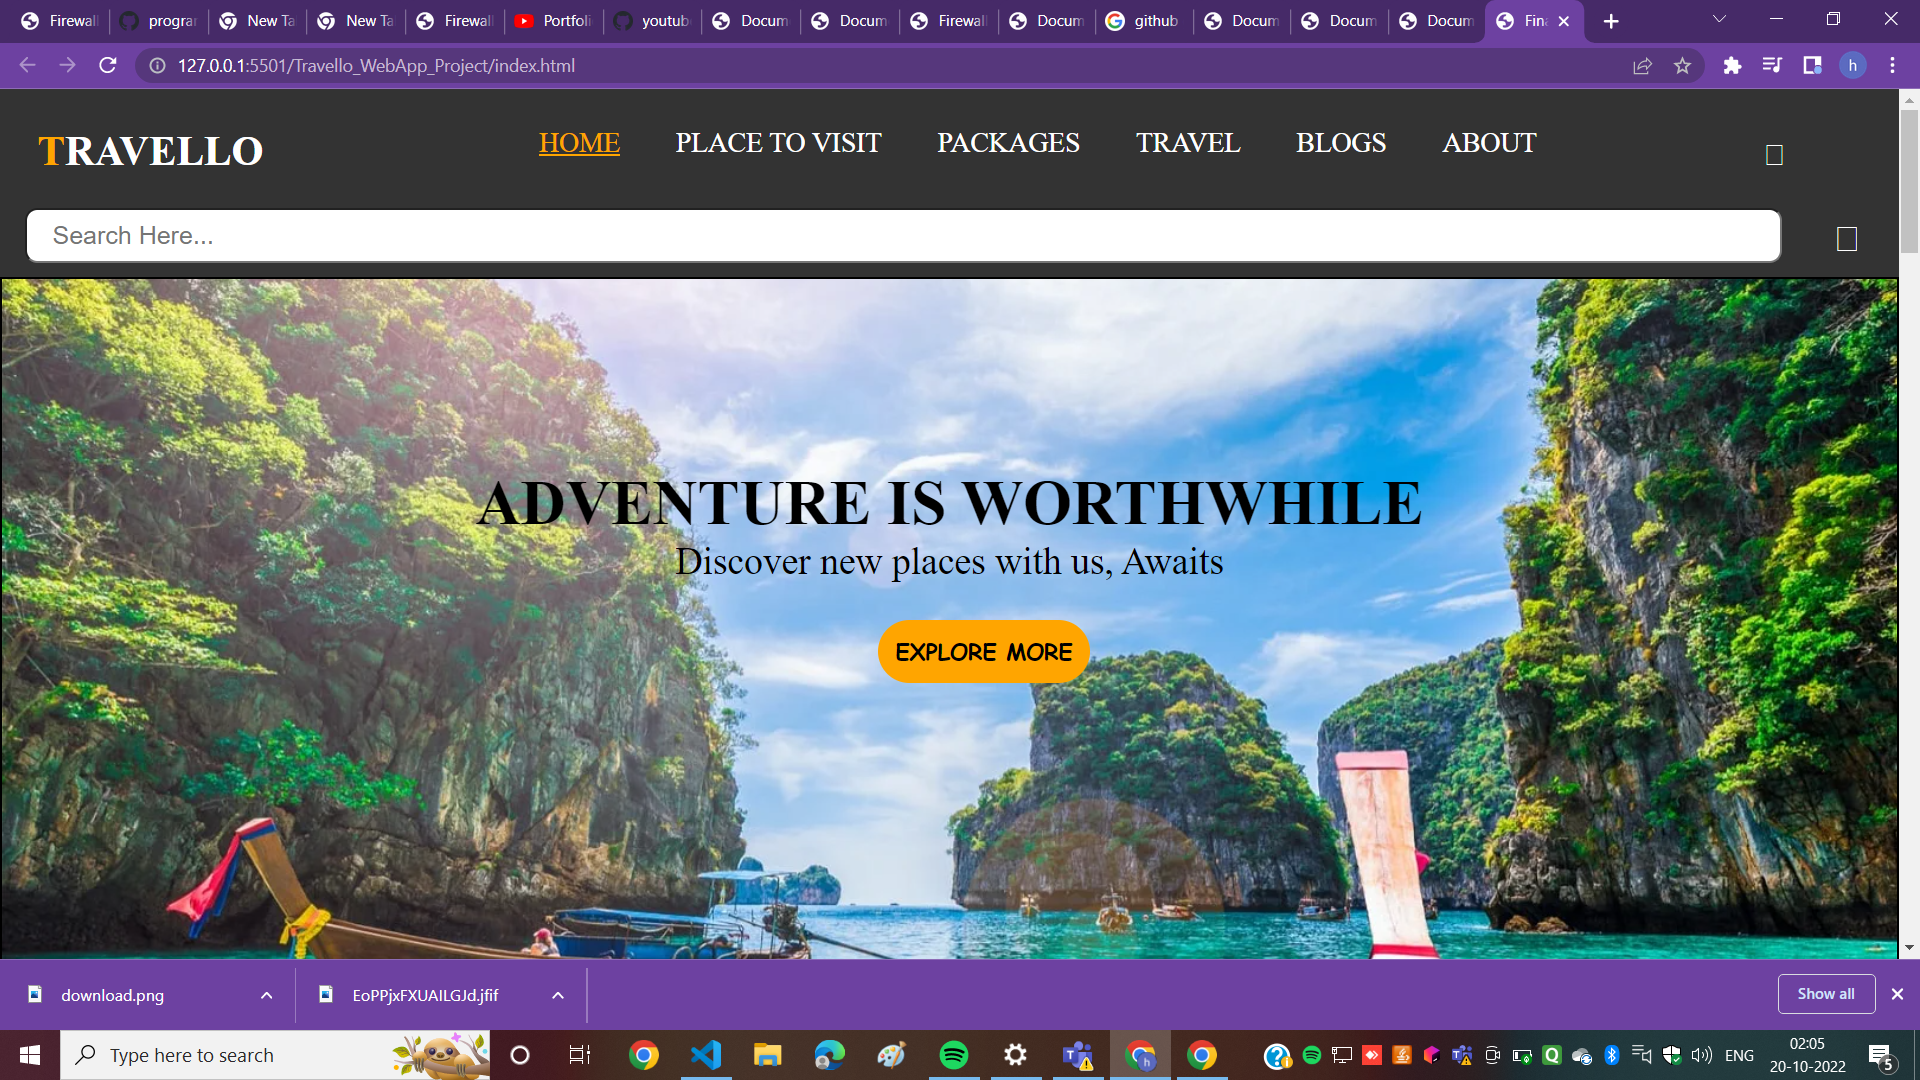 Firewall
program
New Ta
New Ta
Firewall
Portfoli
youtub
Docum
Docum
Firewall
Docum
github
Docum
Docum
Docum
Fina
127.0.0.1:5501/Travello_WebApp_Project/index.html
h
TRAVELLO
HOME
PLACE TO VISIT
PACKAGES
TRAVEL
BLOGS
ABOUT
Search Here...
ADVENTURE IS WORTHWHILE
Discover new places with us, Awaits
EXPLORE MORE
download.png
EoPPjxFXUAILGJd.jfif
Show all
Type here to search
ENG
02:05
20-10-2022
5